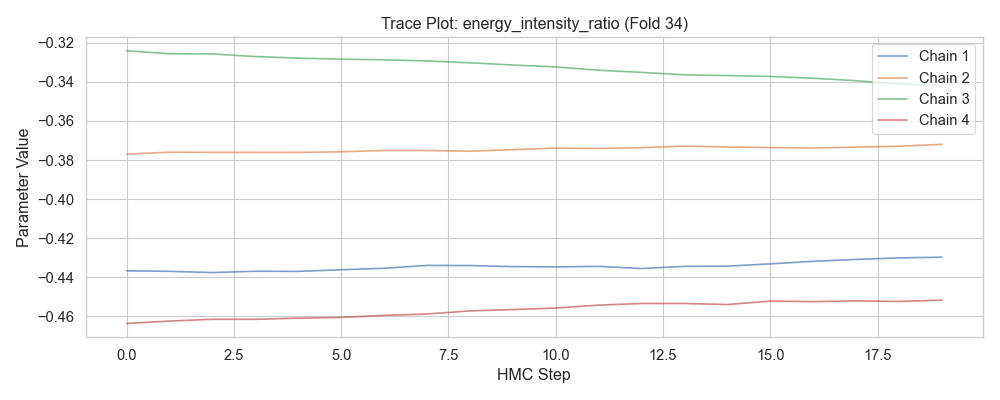 Trace Plot: energy_intensity_ratio (Fold 34)
Parameter Value
−0.32
−0.34
−0.36
−0.38
−0.40
−0.42
−0.44
−0.46
Chain 1
Chain 2
Chain 3
Chain 4
0.0 2.5 5.0 7.5 10.0 12.5 15.0 17.5
HMC Step